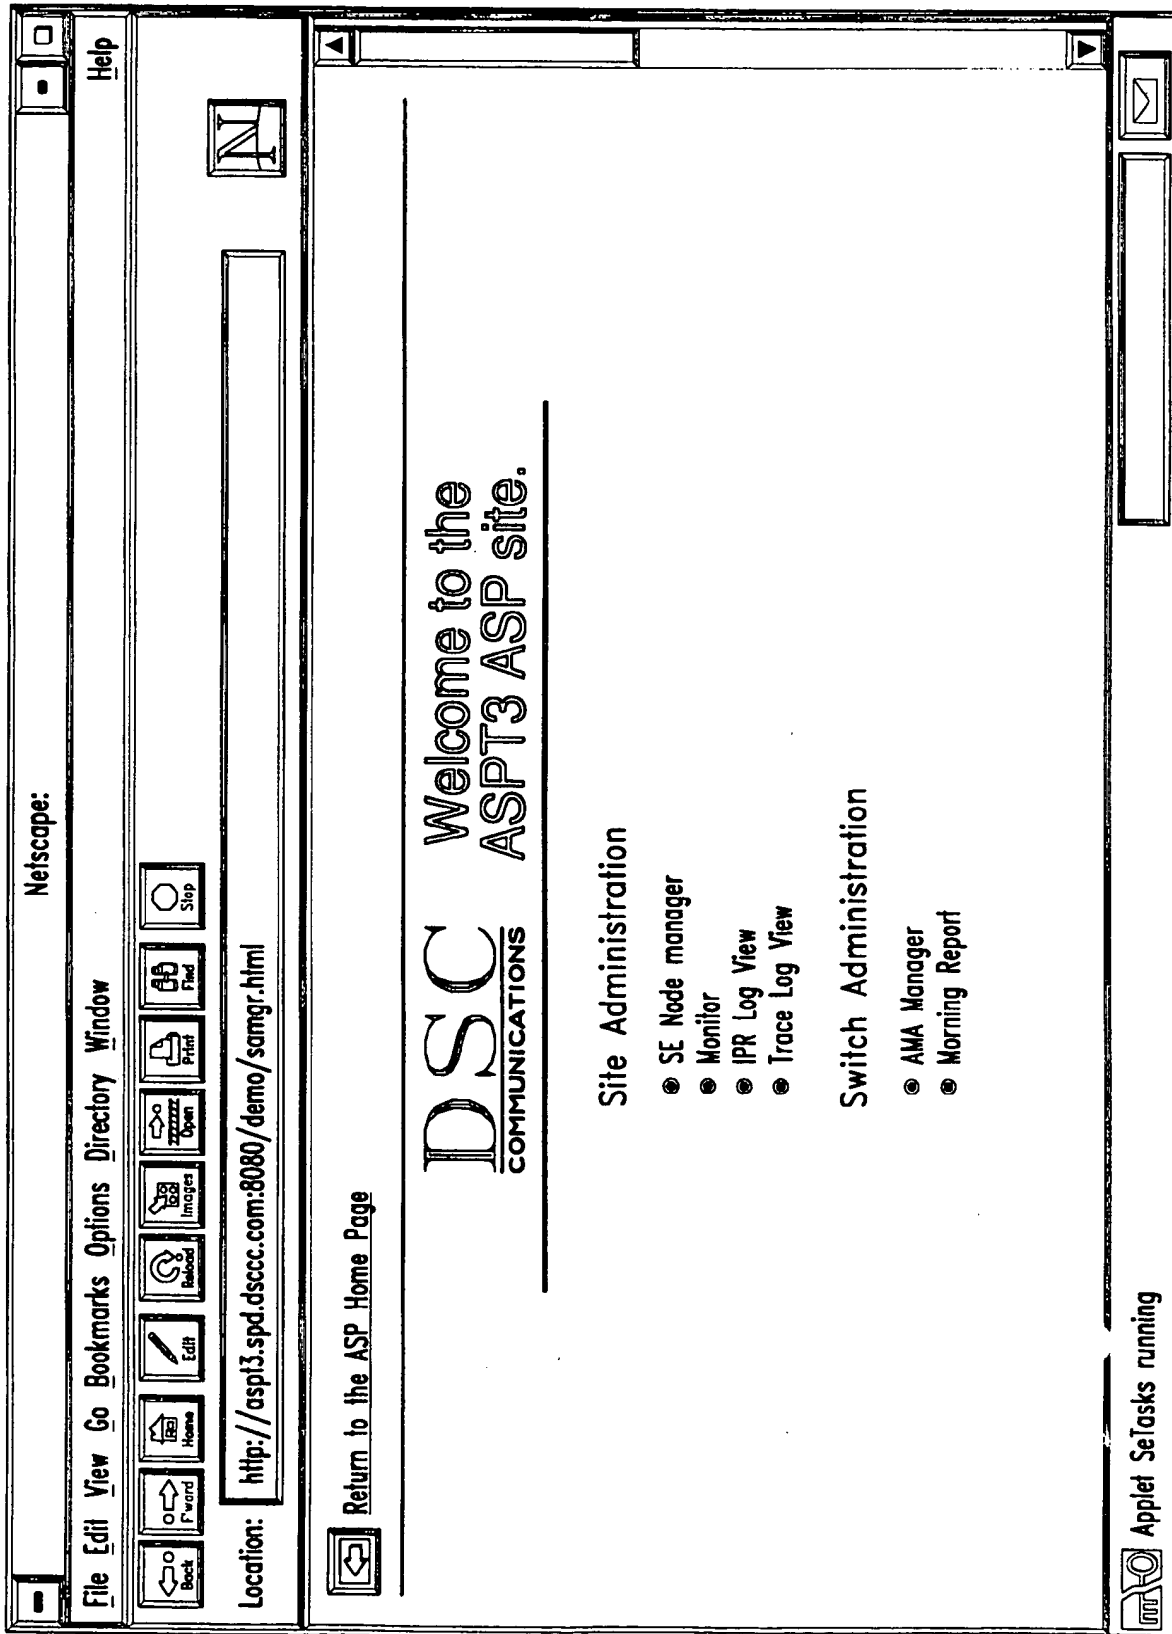 Netscape:
File Edit View Go Bookmarks Options Directory Window Help
Back F'ward Home Edit Reload Images Open Print Find Stop
Location: http://aspt3.spd.dsccc.com:8080/demo/samgr.html
N
Return to the ASP Home Page
DSC
COMMUNICATIONS
Welcome to the
ASPT3 ASP site.
Site Administration
SE Node manager
Monitor
IPR Log View
Trace Log View
Switch Administration
AMA Manager
Morning Report
Applet SeTasks running